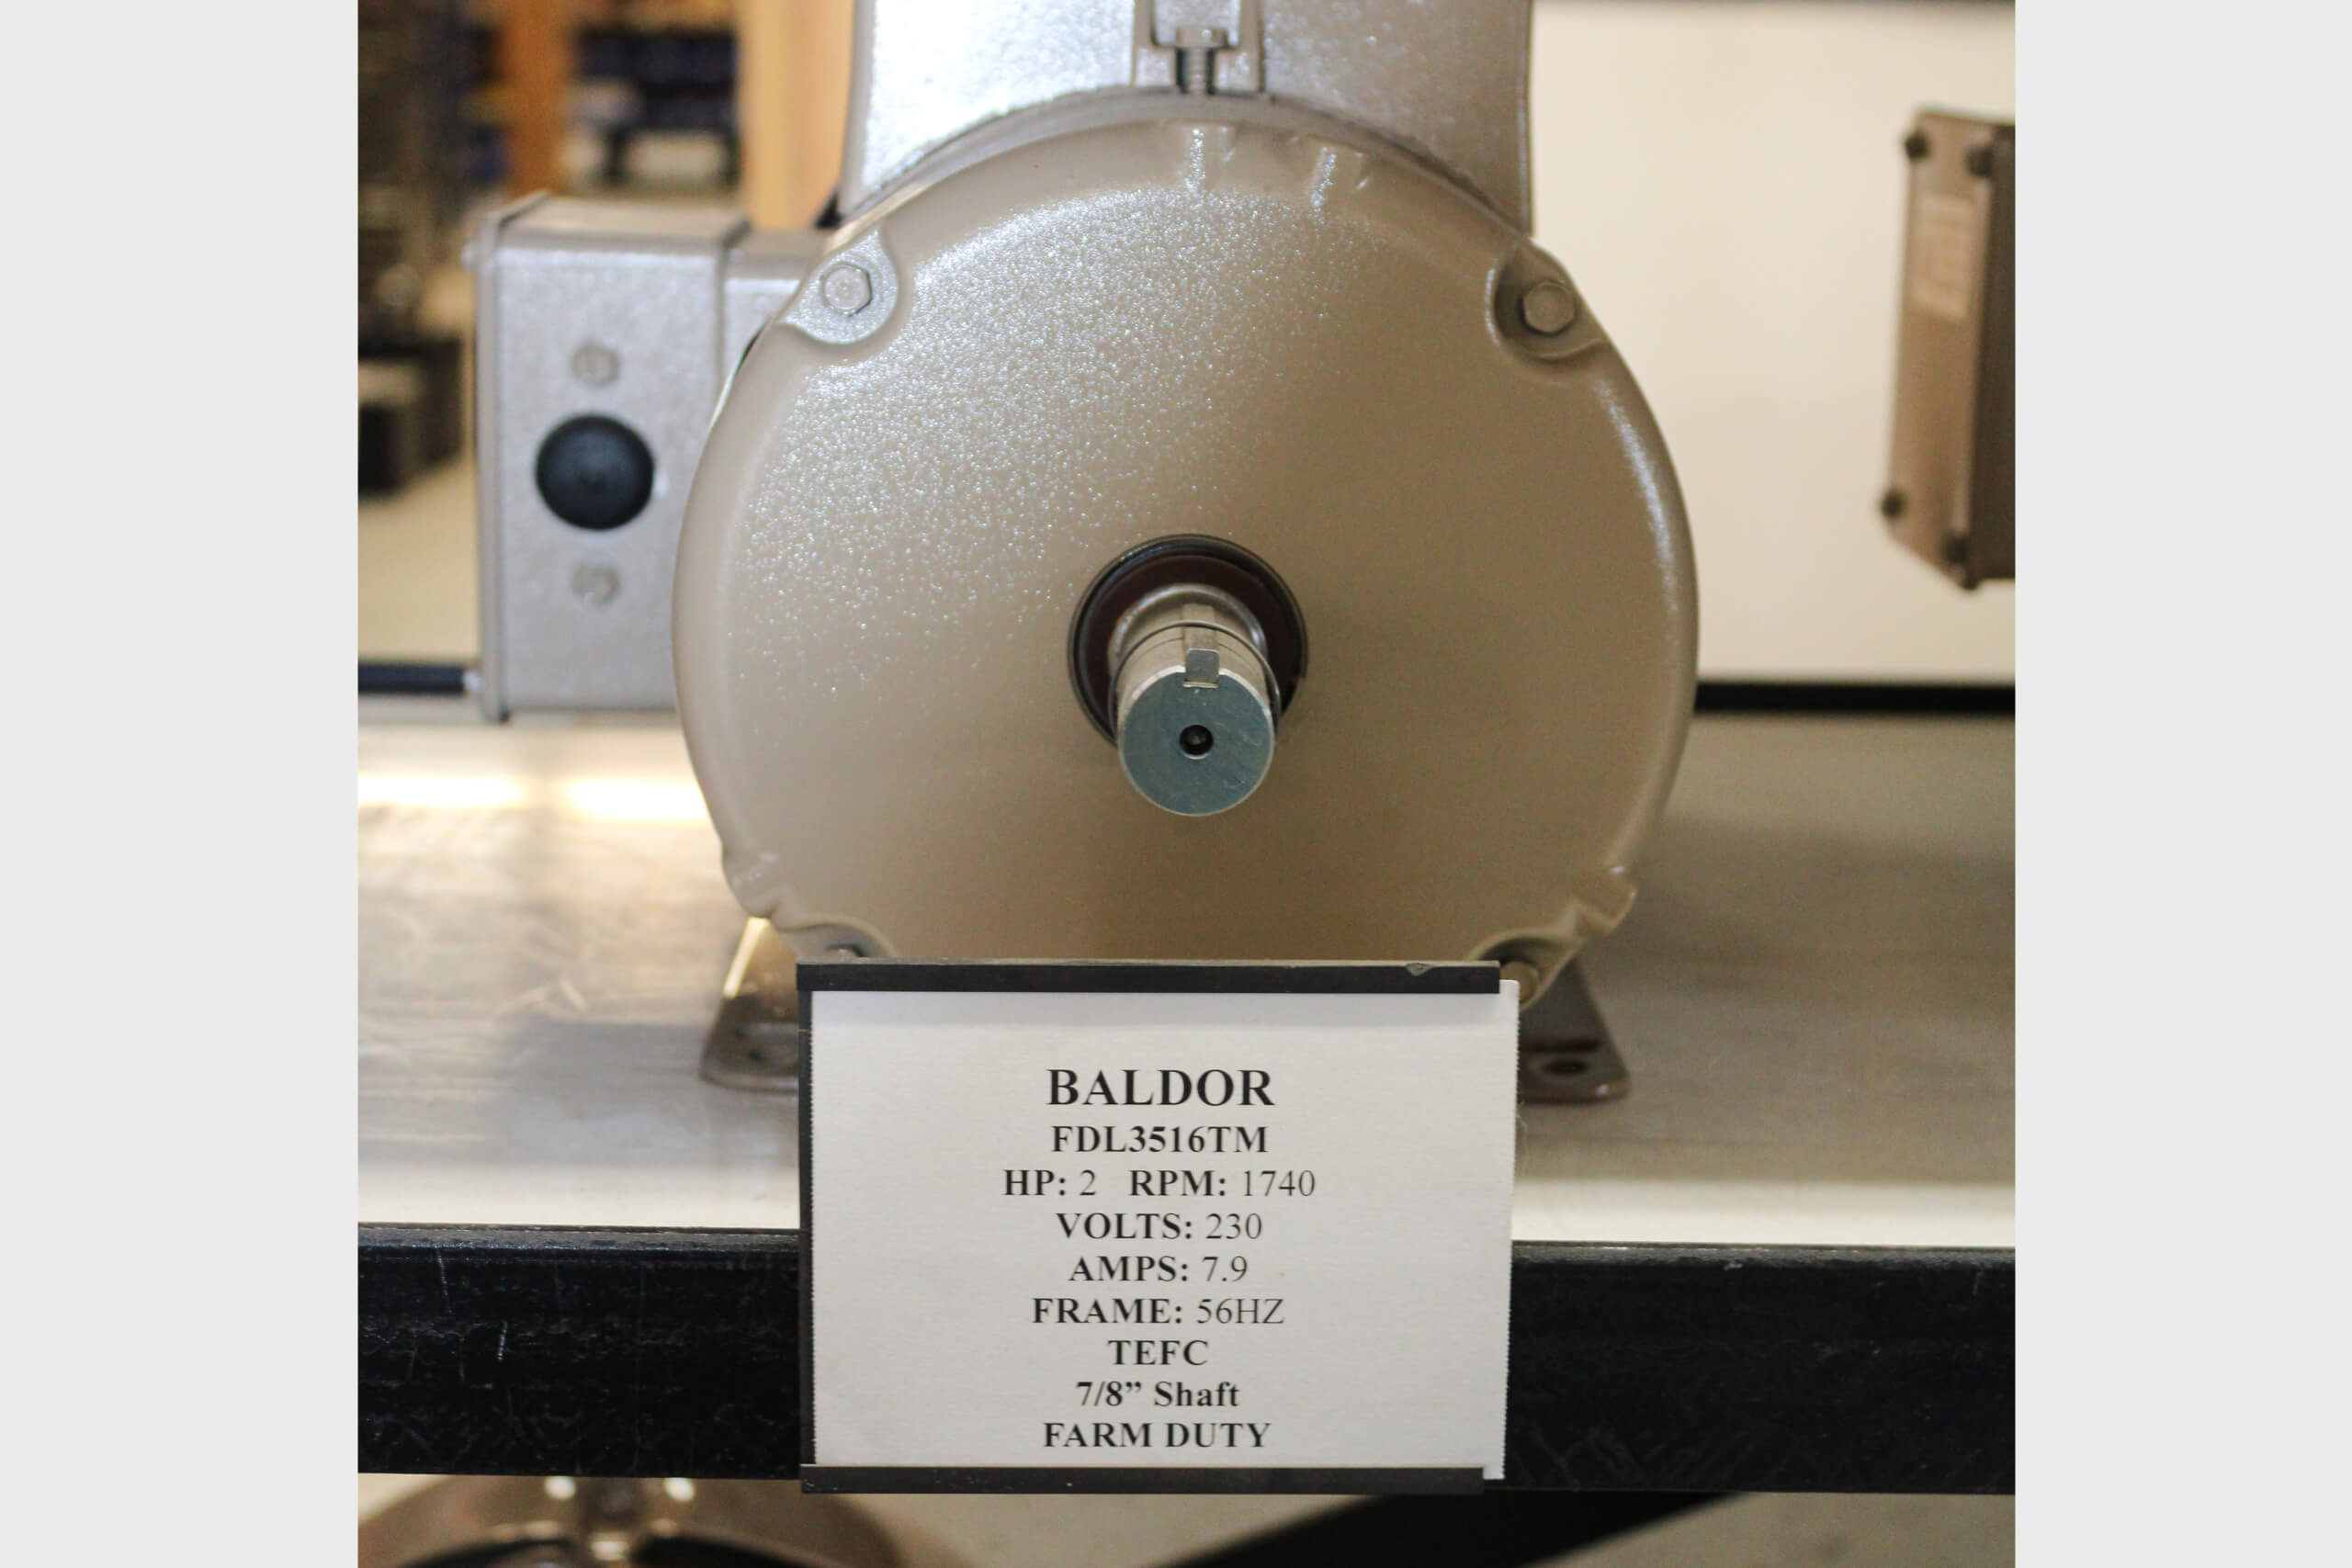 BALDOR
FDL3516TM
HP: 2 RPM: 1740
VOLTS: 230
AMPS: 7.9
FRAME: 56HZ
TEFC
7/8” Shaft
FARM DUTY